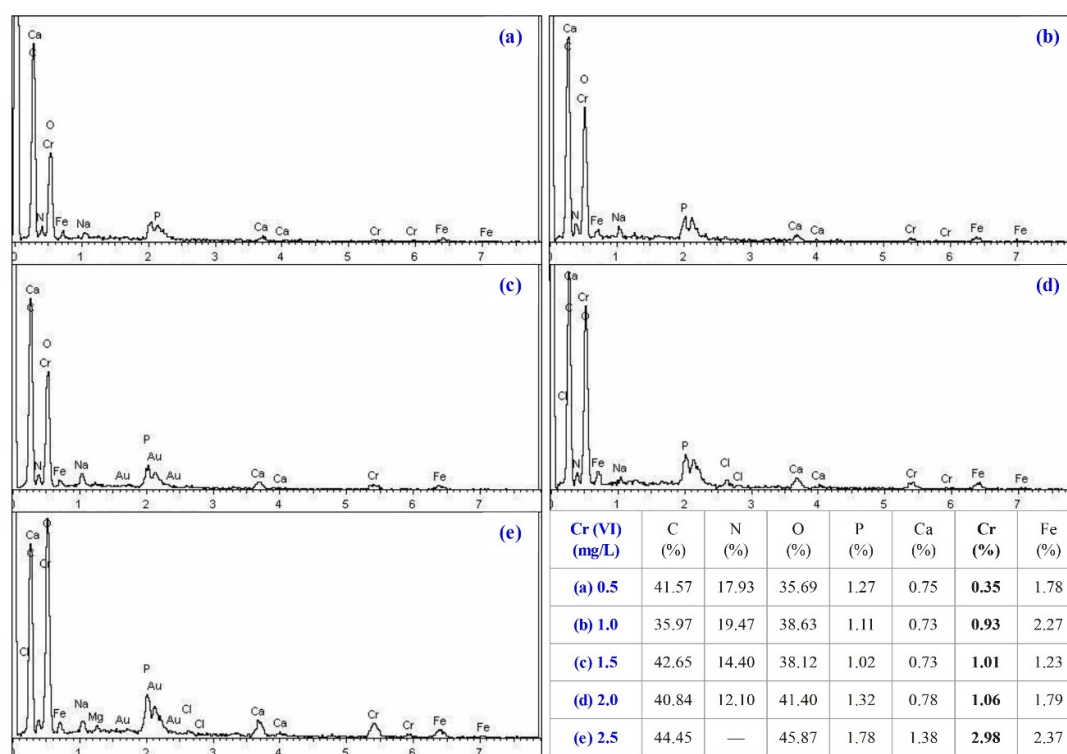 (a)
Ca
C
O
Cr
N
Fe
Na
P
Ca
Ca
Cr
Cr
Fe
Fe
0 1 2 3 4 5 6 7
(b)
Ca
C
O
Cr
N
Fe
Na
P
Ca
Ca
Cr
Cr
Fe
Fe
0 1 2 3 4 5 6 7
(c)
Ca
C
O
Cr
N
Fe
Na
Au
P
Au
Au
Ca
Ca
Cr
Fe
0 1 2 3 4 5 6 7
(d)
Ca
C
Cr
O
Cl
N
Fe
Na
P
Cl
Cl
Ca
Ca
Cr
Cr
Fe
Fe
0 1 2 3 4 5 6 7
(e)
Ca
C
O
Cr
Cl
Fe
Na
Mg
Au
P
Au
Au
Cl
Cl
Ca
Ca
Cr
Cr
Fe
Fe
0 1 2 3 4 5 6 7
Cr (VI) C N O P Ca Cr Fe
(mg/L) (%) (%) (%) (%) (%) (%) (%)
(a) 0.5 41.57 17.93 35.69 1.27 0.75 0.35 1.78
(b) 1.0 35.97 19.47 38.63 1.11 0.73 0.93 2.27
(c) 1.5 42.65 14.40 38.12 1.02 0.73 1.01 1.23
(d) 2.0 40.84 12.10 41.40 1.32 0.78 1.06 1.79
(e) 2.5 44.45 — 45.87 1.78 1.38 2.98 2.37